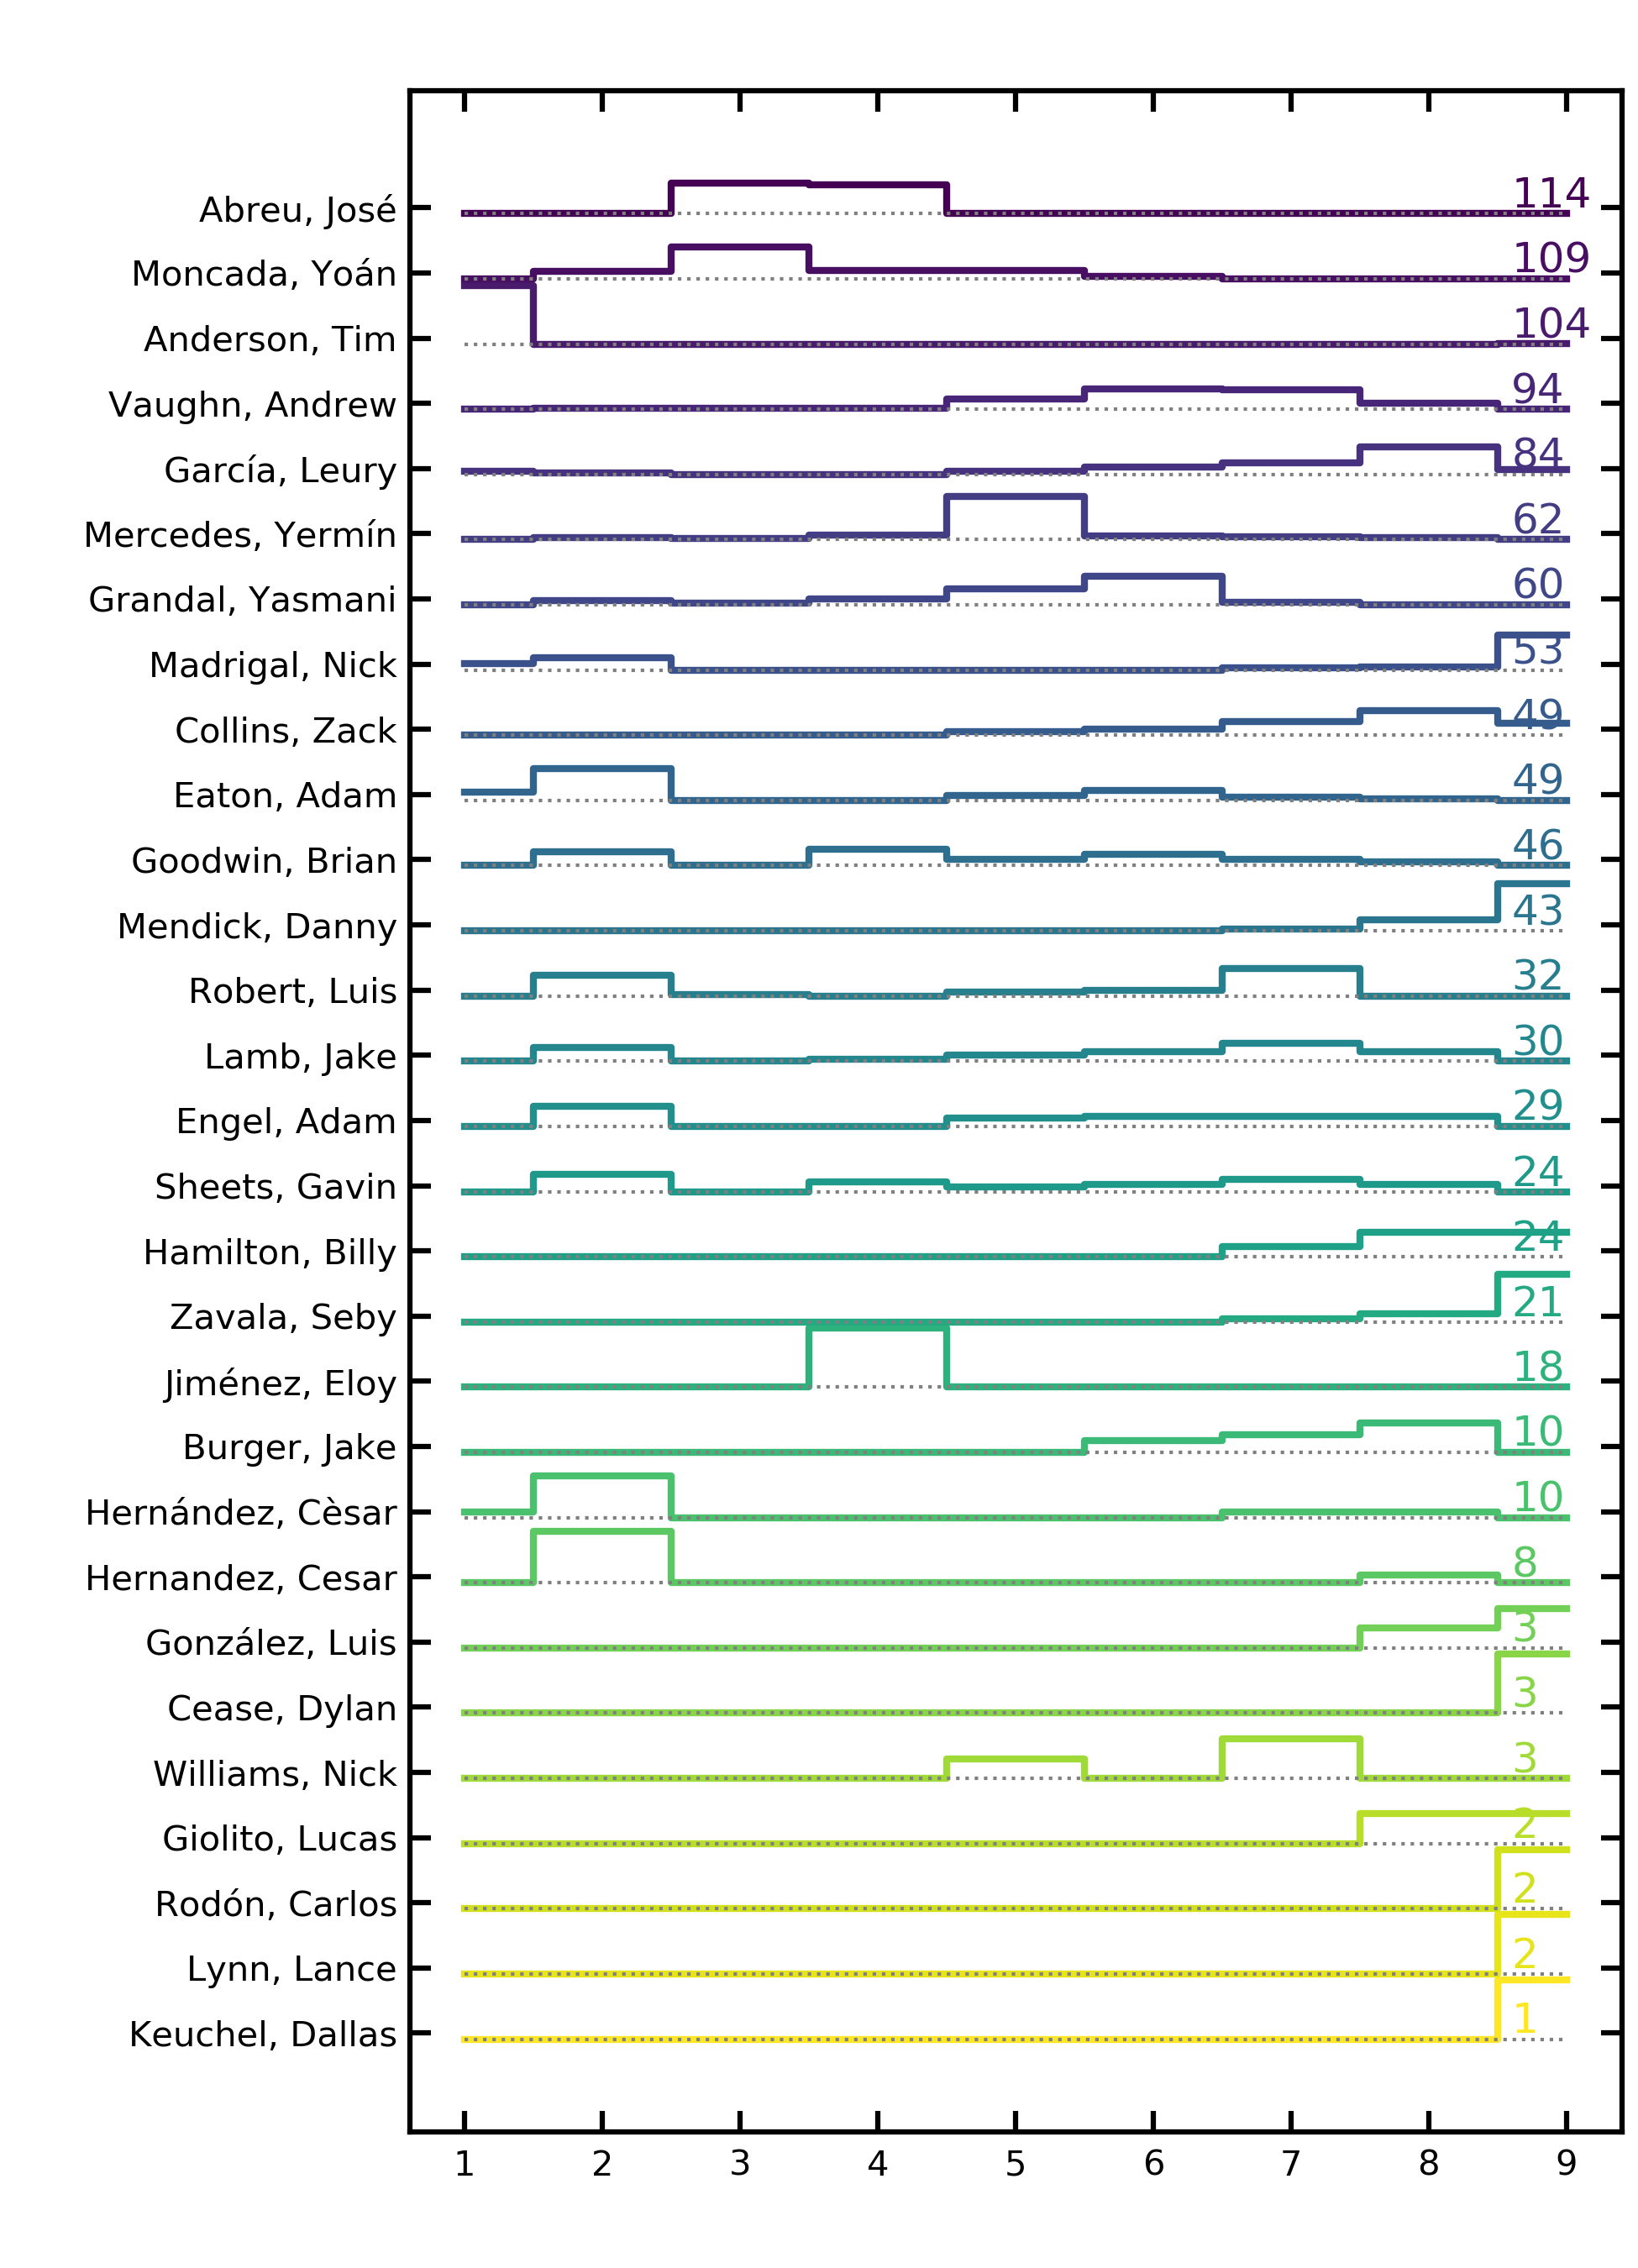 Abreu, José 114
Moncada, Yoán 109
Anderson, Tim 104
Vaughn, Andrew 94
García, Leury 84
Mercedes, Yermín 62
Grandal, Yasmani 60
Madrigal, Nick 53
Collins, Zack 49
Eaton, Adam 49
Goodwin, Brian 46
Mendick, Danny 43
Robert, Luis 32
Lamb, Jake 30
Engel, Adam 29
Sheets, Gavin 24
Hamilton, Billy 24
Zavala, Seby 21
Jiménez, Eloy 18
Burger, Jake 10
Hernández, Cèsar 10
Hernandez, Cesar 8
González, Luis 3
Cease, Dylan 3
Williams, Nick 3
Giolito, Lucas 2
Rodón, Carlos 2
Lynn, Lance 2
Keuchel, Dallas 1
1 2 3 4 5 6 7 8 9